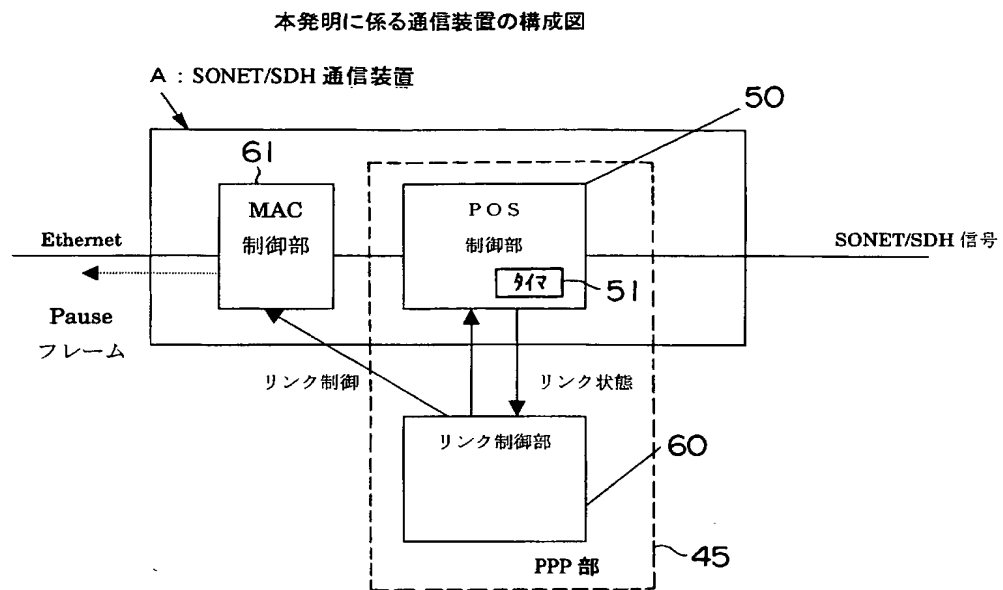 本発明に係る通信装置の構成図
A : SONET/SDH 通信装置
50
61
MAC
制御部
POS
制御部
タイマ
51
Ethernet
SONET/SDH 信号
Pause
フレーム
リンク制御
リンク状態
リンク制御部
60
PPP 部
45